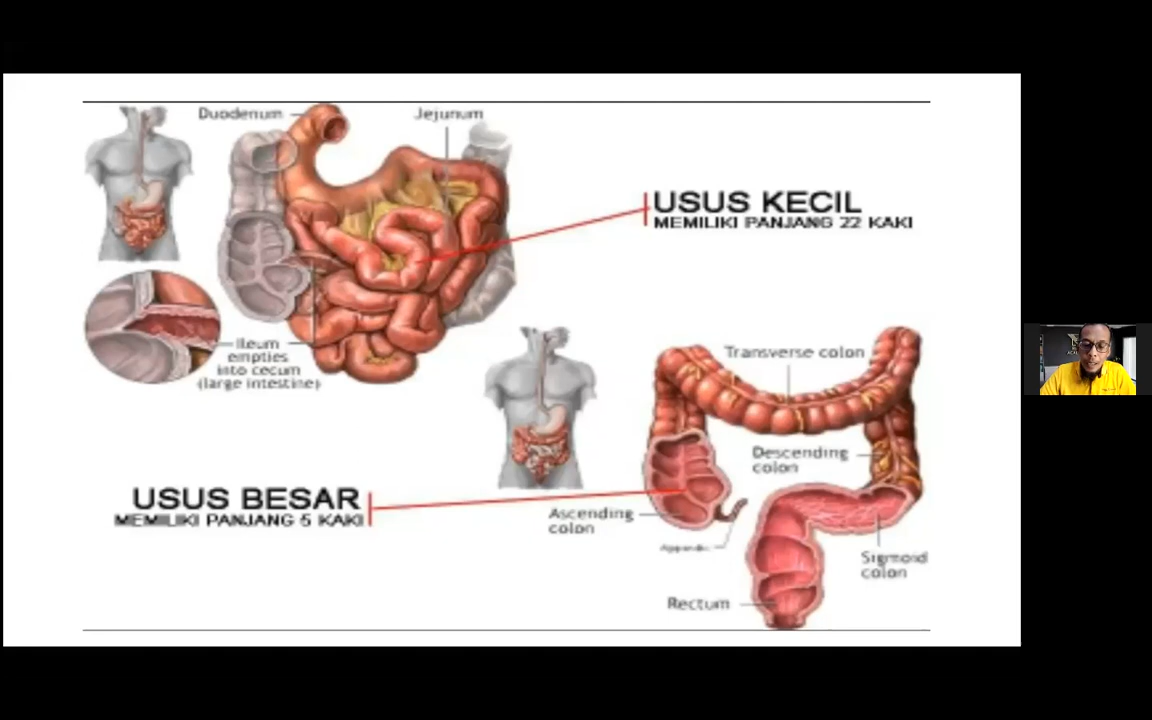 Duodenum
Jejunum
USUS KECIL
MEMILIKI PANJANG 22 KAKI
Ileum
empties
into cecum
(large intestine)
Transverse colon
Descending
colon
USUS BESAR
MEMILIKI PANJANG 5 KAKI
Ascending
colon
Sigmoid
colon
Rectum